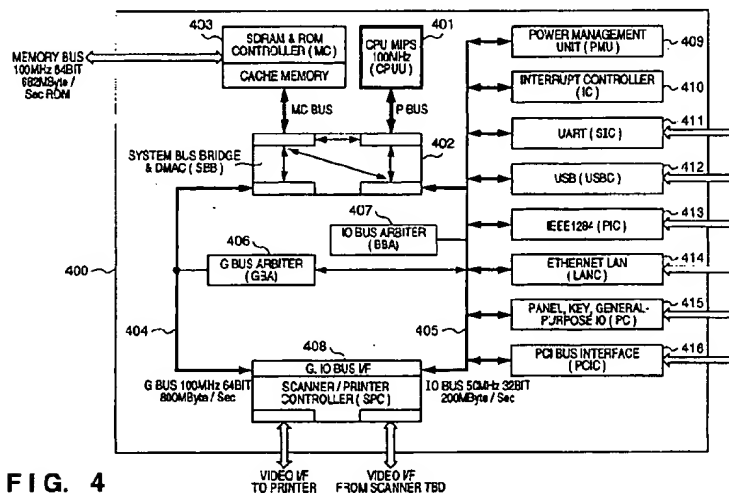 403
SDRAM & ROM
CONTROLLER ( MC )
CACHE MEMORY
401
CPU MIPS
100MHz
( CPUU )
MEMORY BUS
100MHz 64BIT
682MByte /
Sec ROM
MC BUS
P BUS
402
SYSTEM BUS BRIDGE
& DMAC ( SBB )
407
IO BUS ARBITER
( BBA )
406
G BUS ARBITER
( GBA )
400
404
405
408
G. IO BUS I/F
SCANNER / PRINTER
CONTROLLER ( SPC )
G BUS 100MHz 64BIT
800MByte / Sec
IO BUS 50MHz 32BIT
200MByte / Sec
VIDEO I/F
TO PRINTER
VIDEO I/F
FROM SCANNER TBD
POWER MANAGEMENT
UNIT ( PMU )
409
INTERRUPT CONTROLLER
( IC )
410
UART ( SIC )
411
USB ( USBC )
412
IEEE1284 ( PIC )
413
ETHERNET LAN
( LANC )
414
PANEL, KEY, GENERAL-
PURPOSE IO ( PC )
415
PCI BUS INTERFACE
( PCIC )
416
FIG. 4